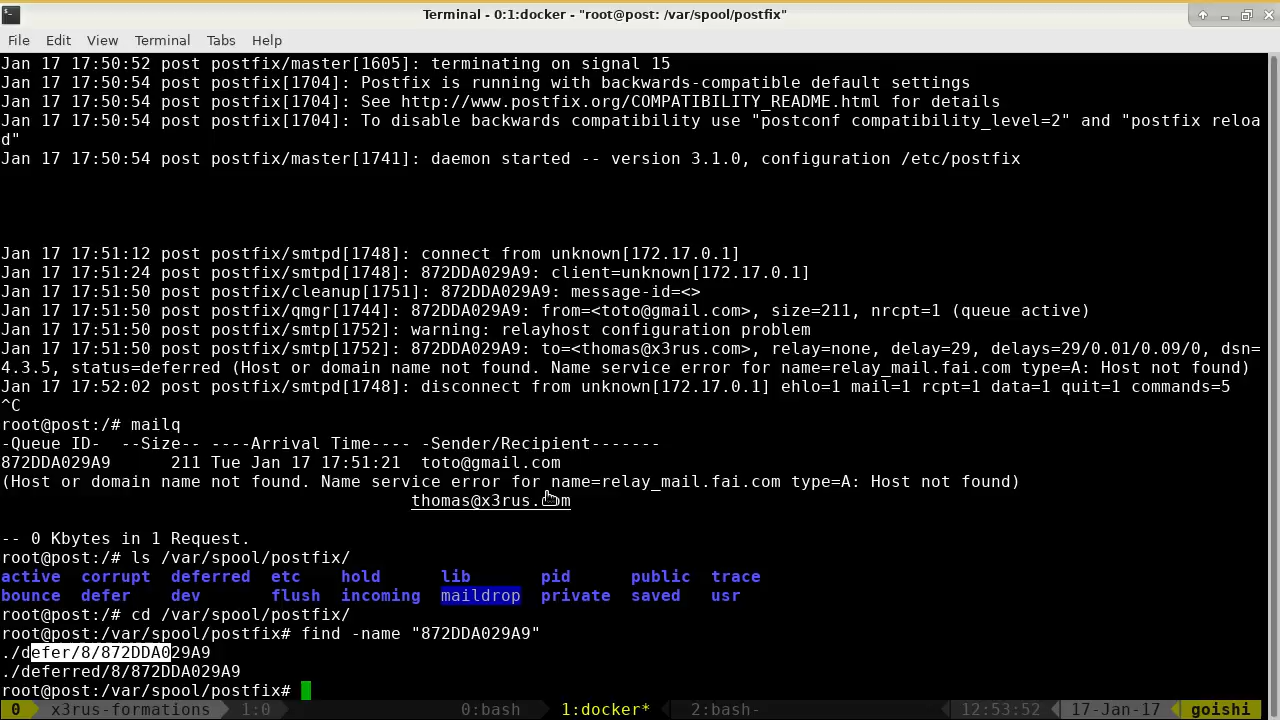 Terminal - 0:1:docker - "root@post: /var/spool/postfix"
File Edit View Terminal Tabs Help
Jan 17 17:50:52 post postfix/master[1605]: terminating on signal 15
Jan 17 17:50:54 post postfix[1704]: Postfix is running with backwards-compatible default settings
Jan 17 17:50:54 post postfix[1704]: See http://www.postfix.org/COMPATIBILITY_README.html for details
Jan 17 17:50:54 post postfix[1704]: To disable backwards compatibility use "postconf compatibility_level=2" and "postfix reloa
d"
Jan 17 17:50:54 post postfix/master[1741]: daemon started -- version 3.1.0, configuration /etc/postfix
Jan 17 17:51:12 post postfix/smtpd[1748]: connect from unknown[172.17.0.1]
Jan 17 17:51:24 post postfix/smtpd[1748]: 872DDA029A9: client=unknown[172.17.0.1]
Jan 17 17:51:50 post postfix/cleanup[1751]: 872DDA029A9: message-id=<>
Jan 17 17:51:50 post postfix/qmgr[1744]: 872DDA029A9: from=<toto@gmail.com>, size=211, nrcpt=1 (queue active)
Jan 17 17:51:50 post postfix/smtp[1752]: warning: relayhost configuration problem
Jan 17 17:51:50 post postfix/smtp[1752]: 872DDA029A9: to=<thomas@x3rus.com>, relay=none, delay=29, delays=29/0.01/0.09/0, dsn=
4.3.5, status=deferred (Host or domain name not found. Name service error for name=relay_mail.fai.com type=A: Host not found)
Jan 17 17:52:02 post postfix/smtpd[1748]: disconnect from unknown[172.17.0.1] ehlo=1 mail=1 rcpt=1 data=1 quit=1 commands=5
^C
root@post:/# mailq
-Queue ID-  --Size-- ----Arrival Time---- -Sender/Recipient-------
872DDA029A9      211 Tue Jan 17 17:51:21  toto@gmail.com
(Host or domain name not found. Name service error for name=relay_mail.fai.com type=A: Host not found)
thomas@x3rus.com
-- 0 Kbytes in 1 Request.
root@post:/# ls /var/spool/postfix/
active  corrupt  deferred  etc    hold      lib       pid      public  trace
bounce  defer    dev       flush  incoming  maildrop  private  saved   usr
root@post:/# cd /var/spool/postfix/
root@post:/var/spool/postfix# find -name "872DDA029A9"
./defer/8/872DDA029A9
./deferred/8/872DDA029A9
root@post:/var/spool/postfix#
0 x3rus-formations 1:0 0:bash 1:docker* 2:bash- 12:53:52 17-Jan-17 goishi